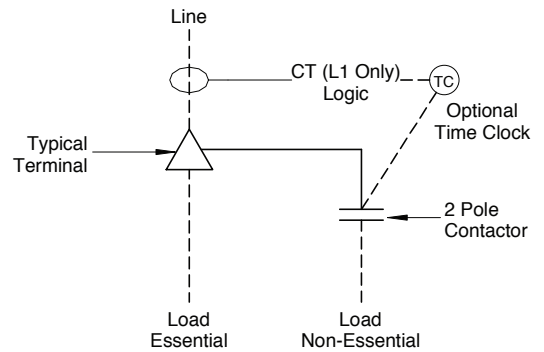 Line
CT (L1 Only)
Logic
TC
Optional
Time Clock
Typical
Terminal
2 Pole
Contactor
Load
Essential
Load
Non-Essential